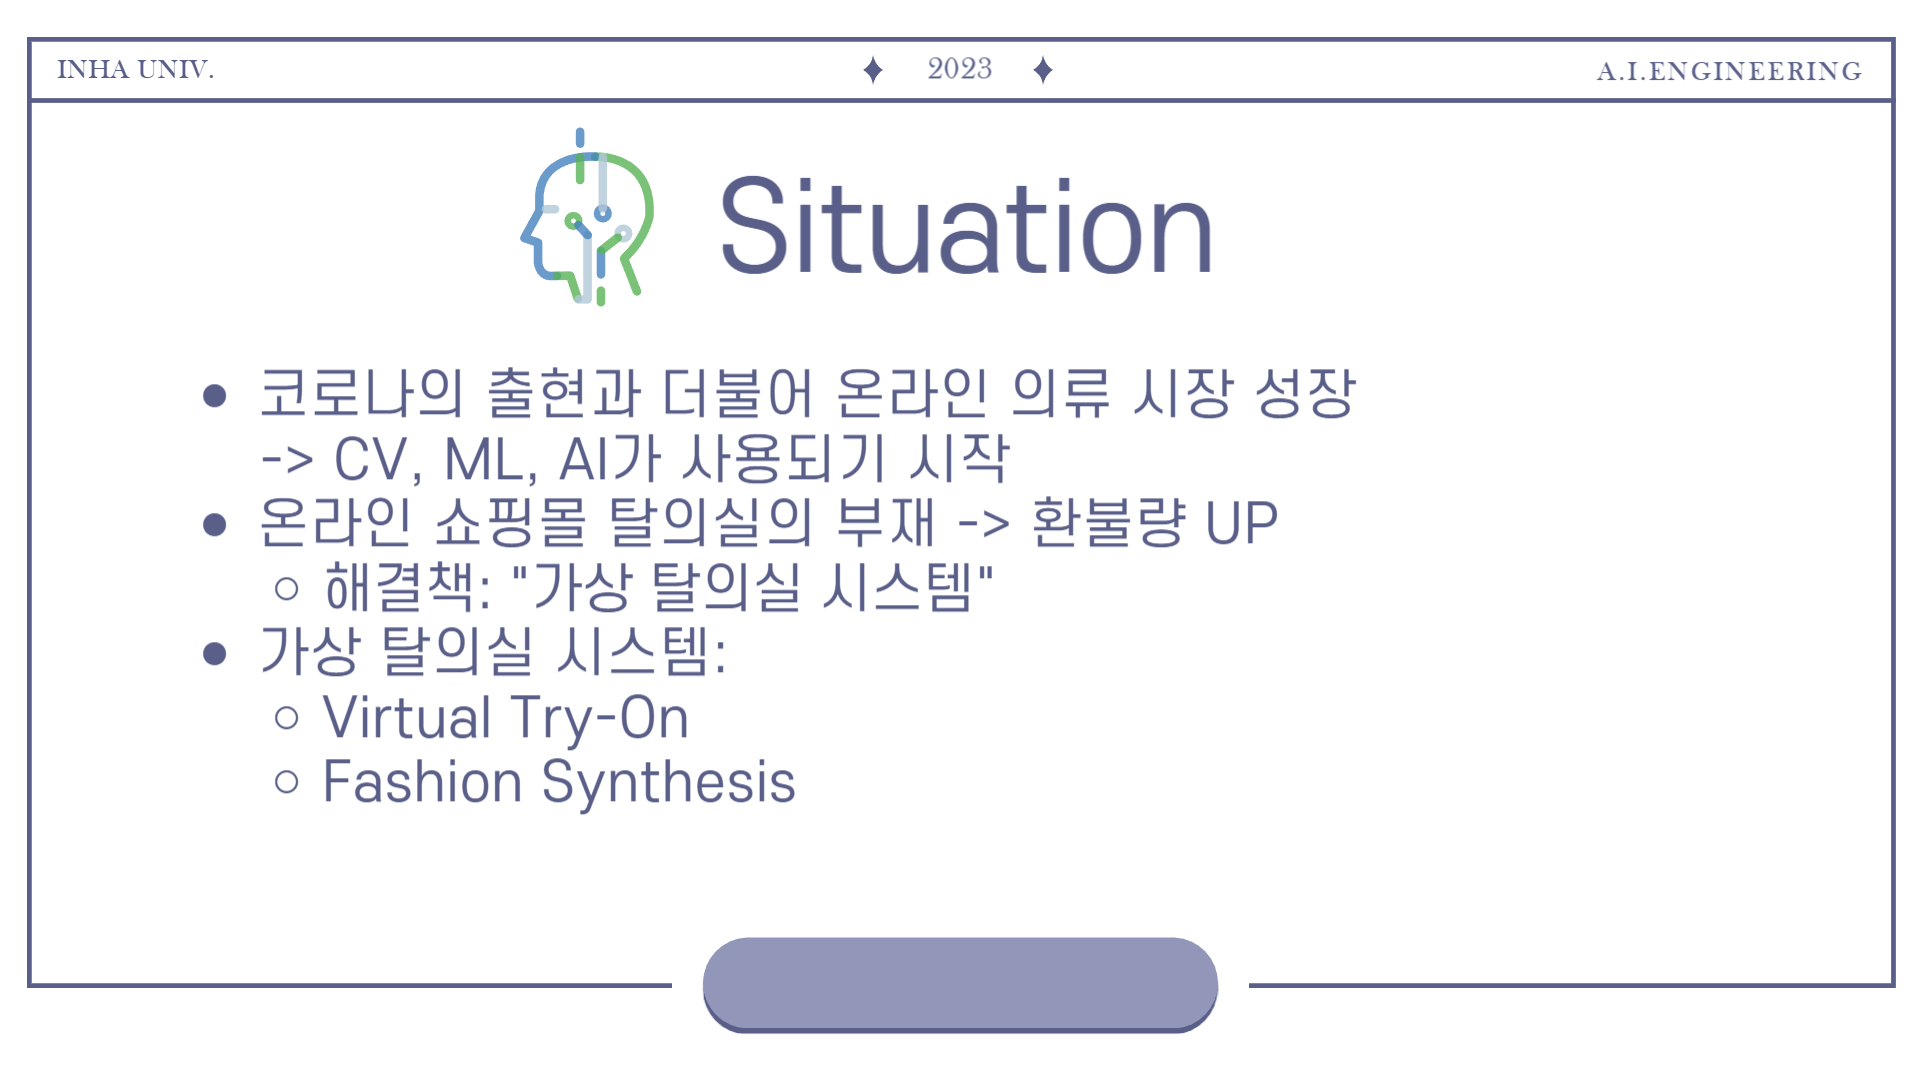 INHA UNIV.
2023
A.I.ENGINEERING
Situation
코로나의 출현과 더불어 온라인 의류 시장 성장
-> CV, ML, AI가 사용되기 시작
온라인 쇼핑몰 탈의실의 부재 -> 환불량 UP
해결책: "가상 탈의실 시스템"
가상 탈의실 시스템:
Virtual Try-On
Fashion Synthesis